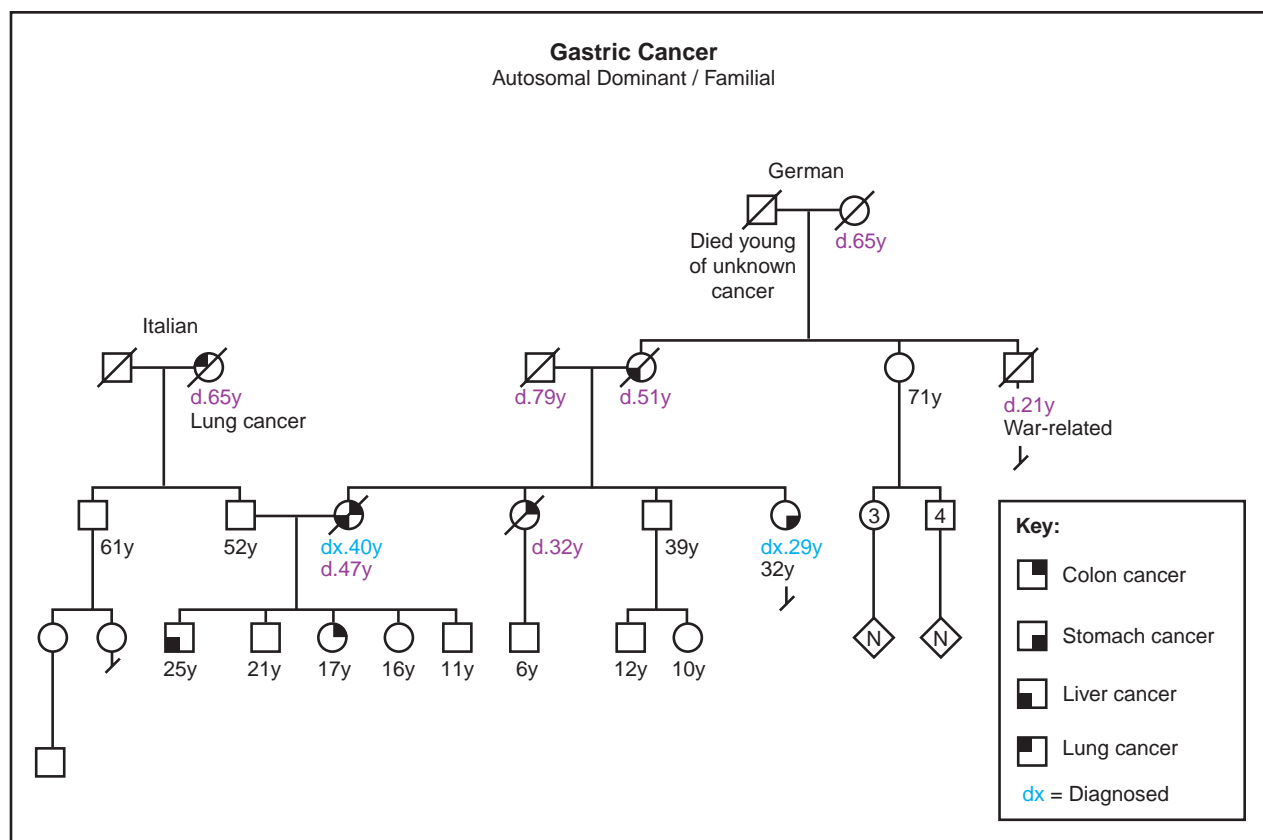 Gastric Cancer
Autosomal Dominant / Familial
German
Died young
of unknown
cancer
d.65y
Italian
d.65y
Lung cancer
d.79y
d.51y
71y
d.21y
War-related
61y
52y
dx.40y
d.47y
d.32y
39y
dx.29y
32y
3
4
25y
21y
17y
16y
11y
6y
12y
10y
N
N
Key:
Colon cancer
Stomach cancer
Liver cancer
Lung cancer
dx = Diagnosed